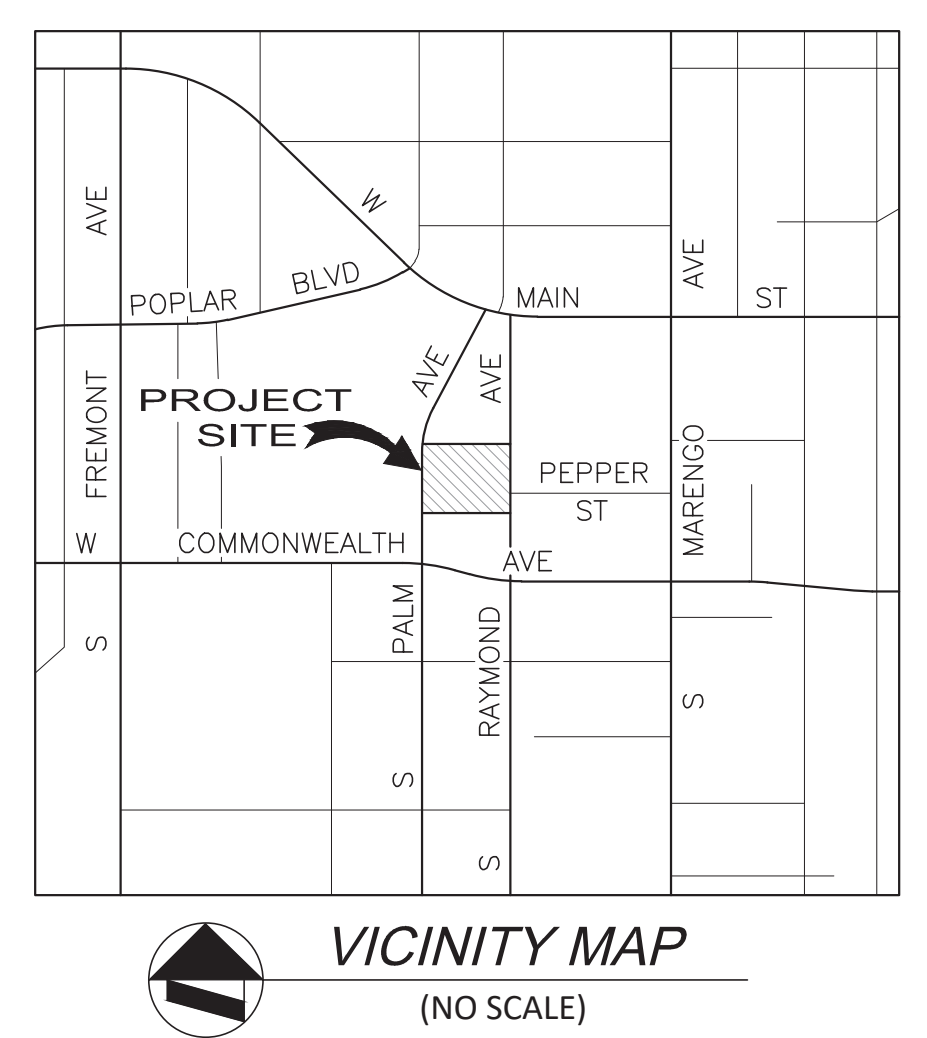 W
AVE
AVE
POPLAR BLVD
MAIN ST
AVE
AVE
PROJECT
SITE
FREMONT
MARENGO
PEPPER
ST
W COMMONWEALTH AVE
PALM
RAYMOND
S
S
S
S
VICINITY MAP
(NO SCALE)